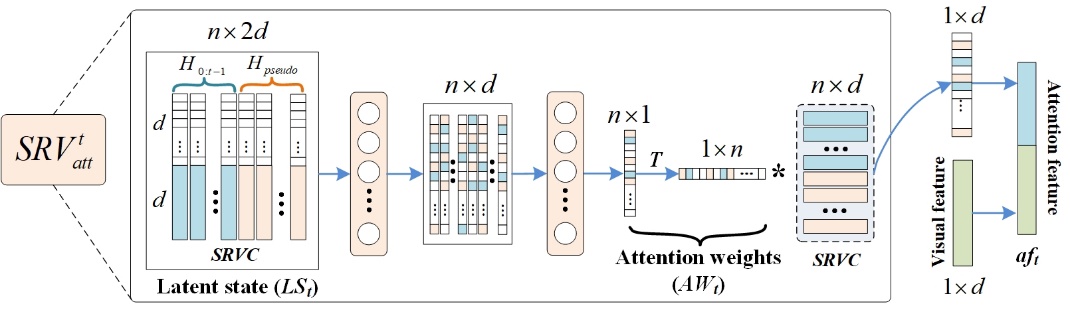 SRV^t_att
n × 2d
H_0:t−1
H_pseudo
d
d
SRVC
Latent state (LS_t)
n × d
n × 1
T
1 × n
*
Attention weights
(AW_t)
n × d
SRVC
1 × d
Visual feature
1 × d
Attention feature
af_t